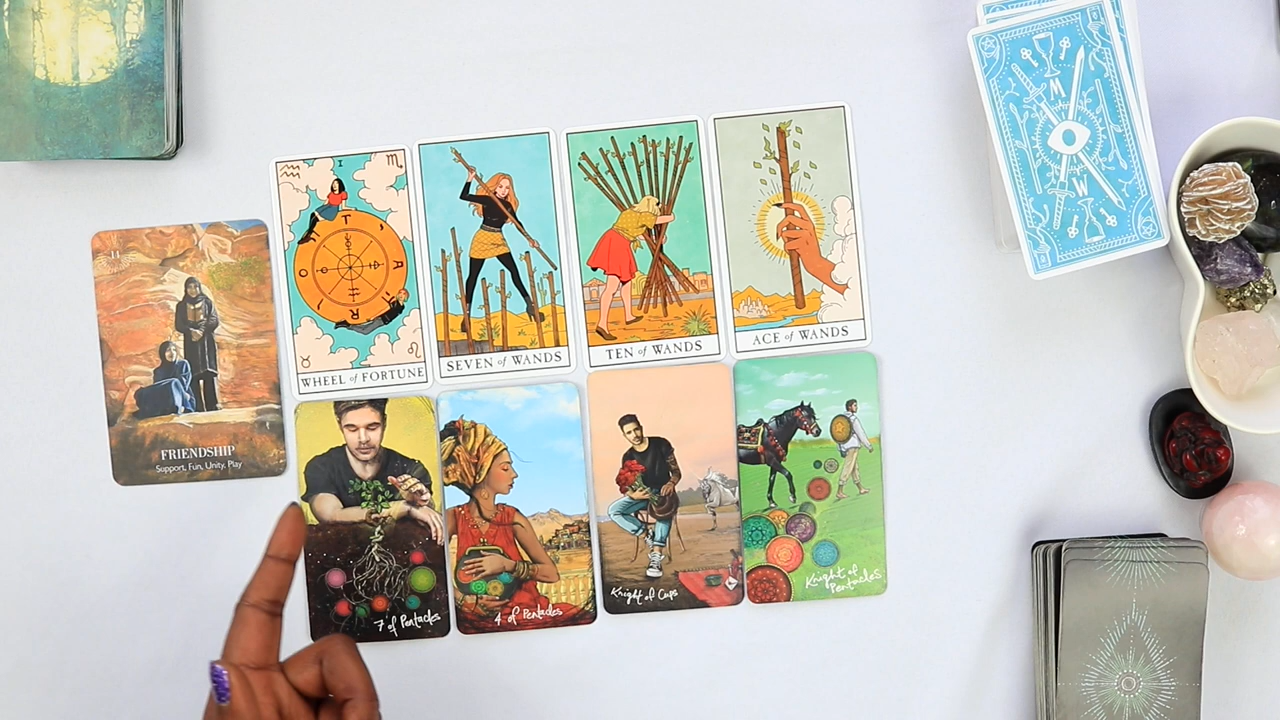 11
FRIENDSHIP
Support, Fun, Unity, Play
T
A
R
O
WHEEL of FORTUNE
SEVEN of WANDS
TEN of WANDS
ACE of WANDS
7 of Pentacles
4 of Pentacles
Knight of Cups
Knight of
Pentacles
M
W